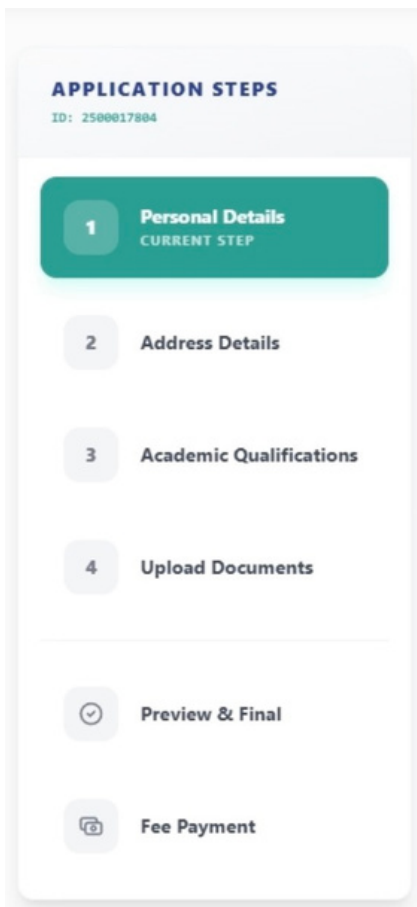 APPLICATION STEPS
ID: 2500017804
1 Personal Details
CURRENT STEP
2 Address Details
3 Academic Qualifications
4 Upload Documents
Preview & Final
Fee Payment